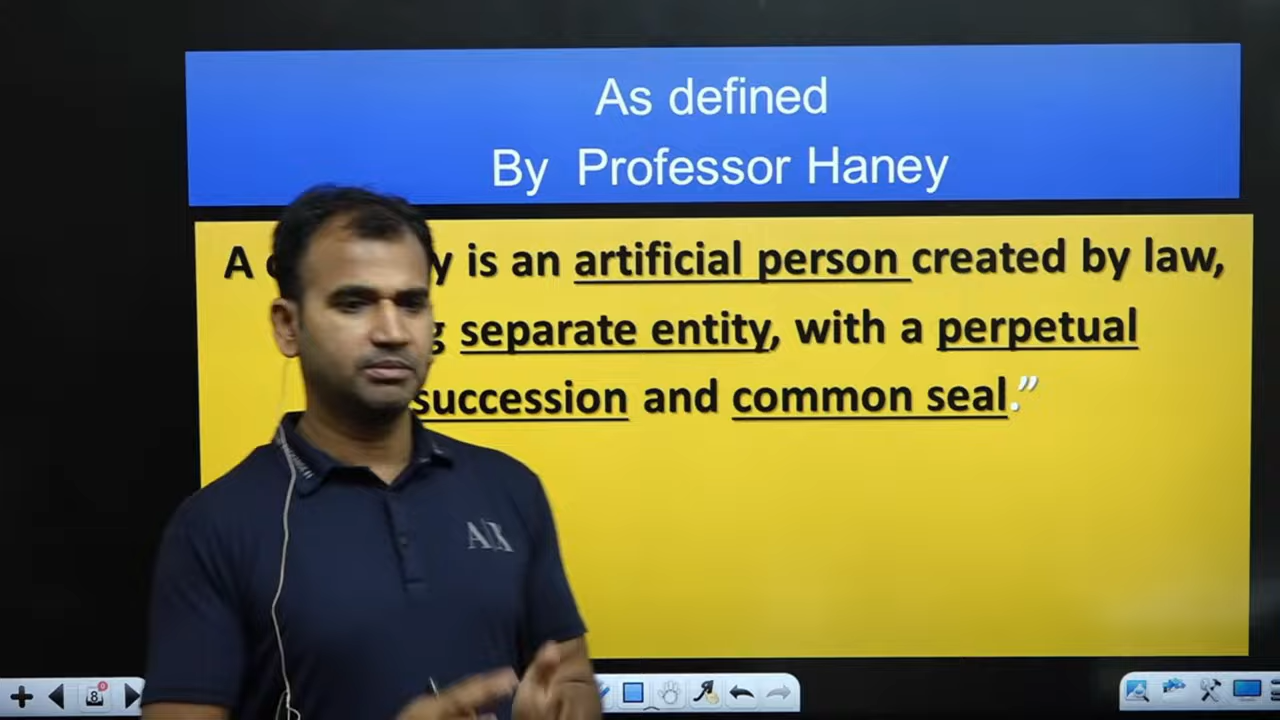 As defined
By Professor Haney
A y is an artificial person created by law,
g separate entity, with a perpetual
succession and common seal.”
A|X
8